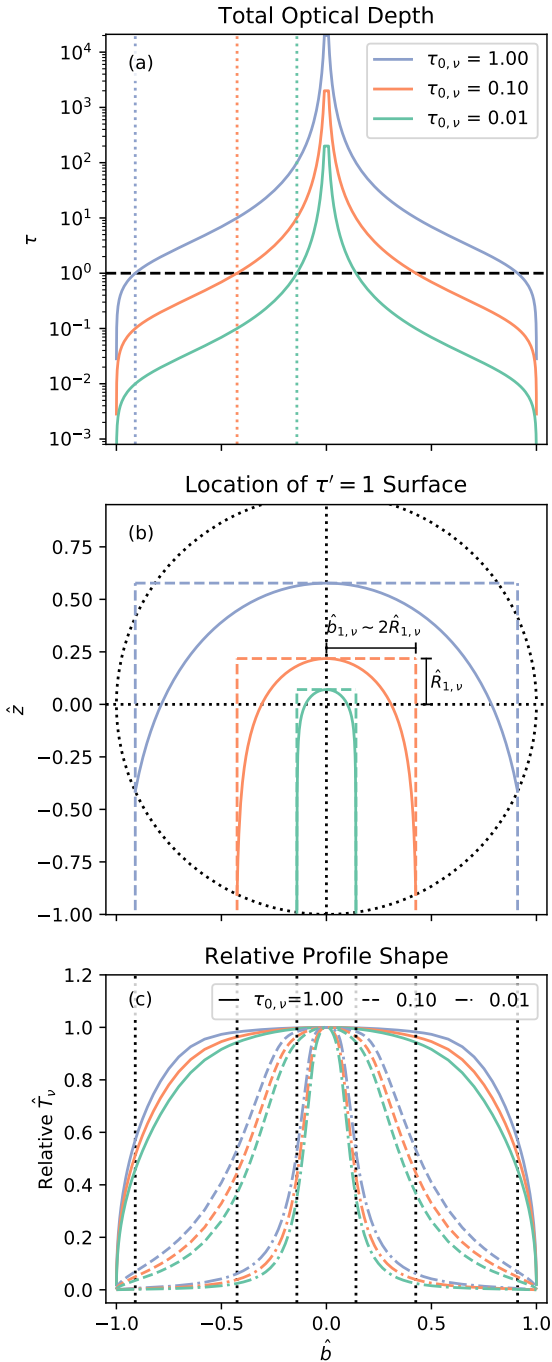 Total Optical Depth
(a)
τ₀,ᵥ = 1.00
τ₀,ᵥ = 0.10
τ₀,ᵥ = 0.01
10⁴
10³
10²
10¹
10⁰
10⁻¹
10⁻²
10⁻³
τ
Location of τ′ = 1 Surface
(b)
0.75
0.50
0.25
0.00
−0.25
−0.50
−0.75
−1.00
ẑ
b̂₁,ᵥ ~ 2R̂₁,ᵥ
R̂₁,ᵥ
Relative Profile Shape
(c)
τ₀,ᵥ=1.00 0.10 0.01
1.2
1.0
0.8
0.6
0.4
0.2
0.0
Relative T̂ᵥ
−1.0 −0.5 0.0 0.5 1.0
b̂